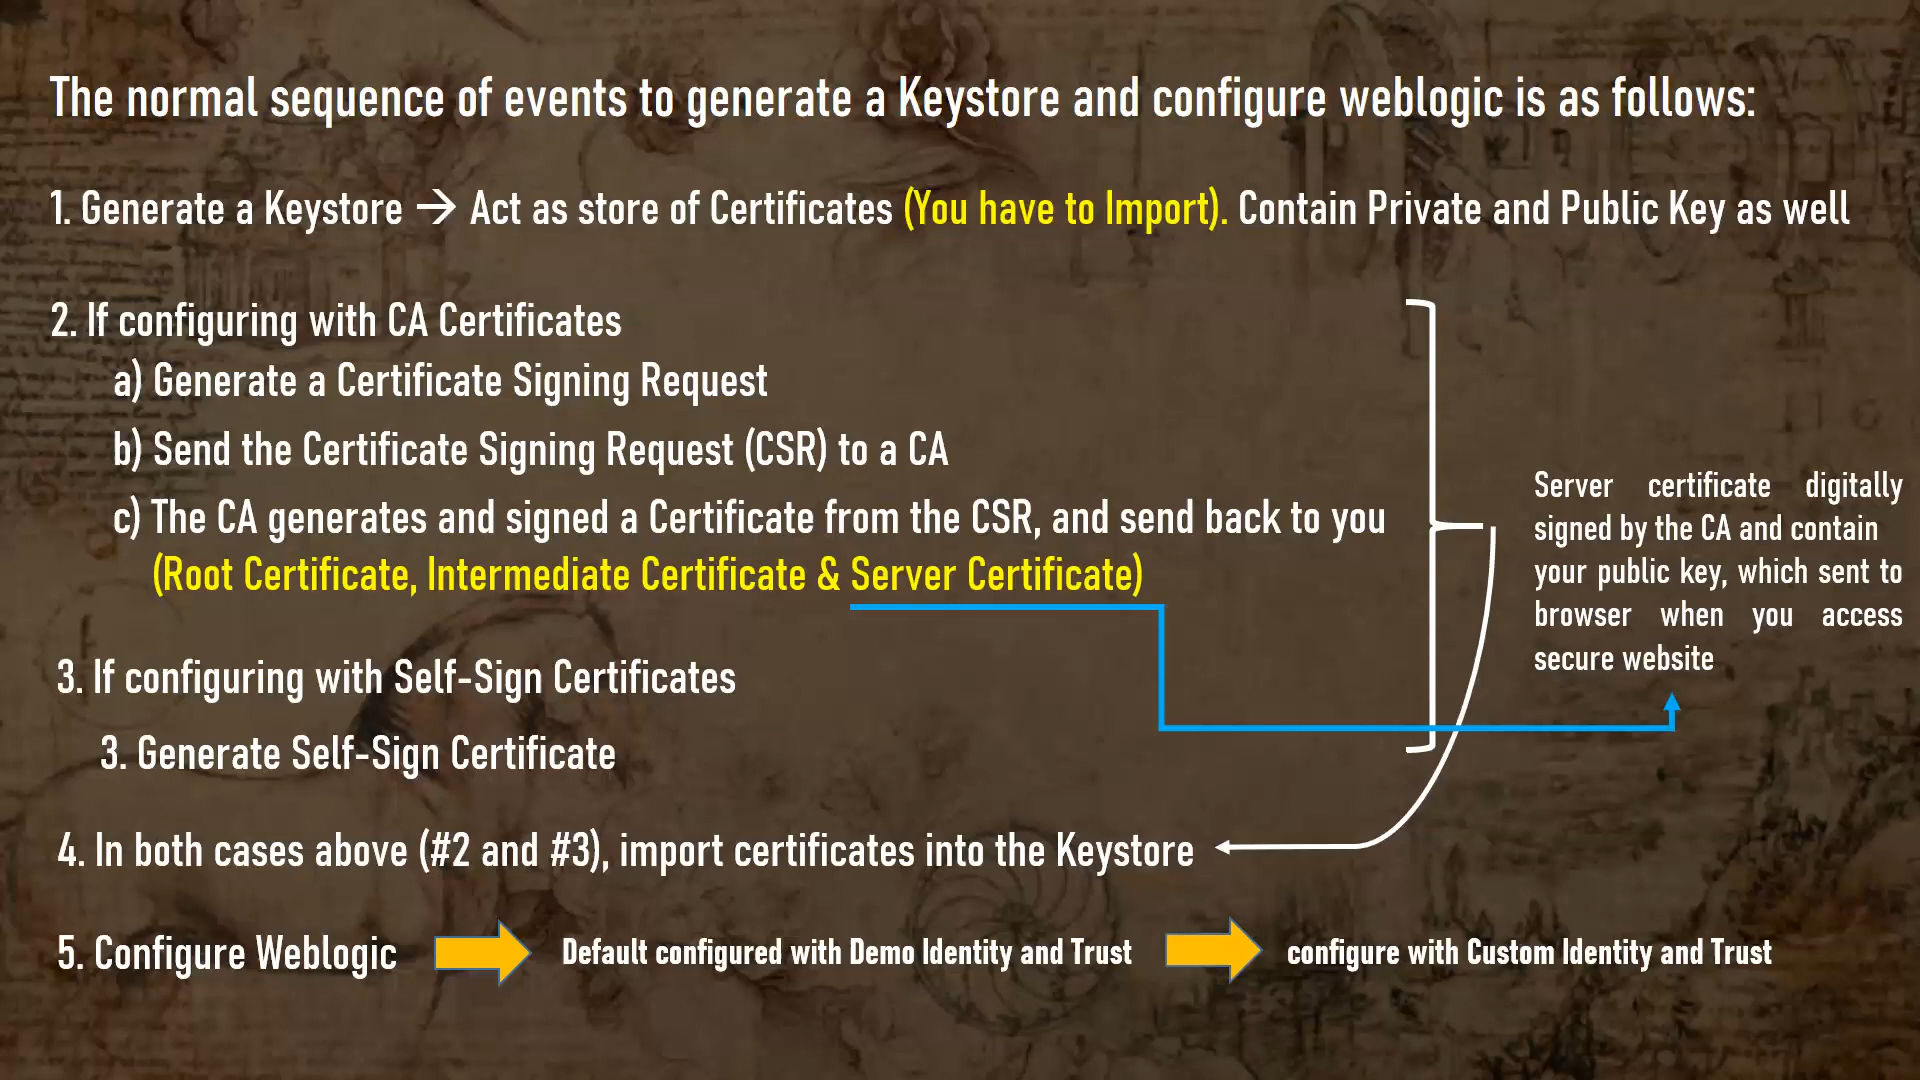 The normal sequence of events to generate a Keystore and configure weblogic is as follows:
1. Generate a Keystore → Act as store of Certificates (You have to Import). Contain Private and Public Key as well
2. If configuring with CA Certificates
a) Generate a Certificate Signing Request
b) Send the Certificate Signing Request (CSR) to a CA
c) The CA generates and signed a Certificate from the CSR, and send back to you
(Root Certificate, Intermediate Certificate & Server Certificate)
Server certificate digitally
signed by the CA and contain
your public key, which sent to
browser when you access
secure website
3. If configuring with Self-Sign Certificates
3. Generate Self-Sign Certificate
4. In both cases above (#2 and #3), import certificates into the Keystore
5. Configure Weblogic Default configured with Demo Identity and Trust configure with Custom Identity and Trust